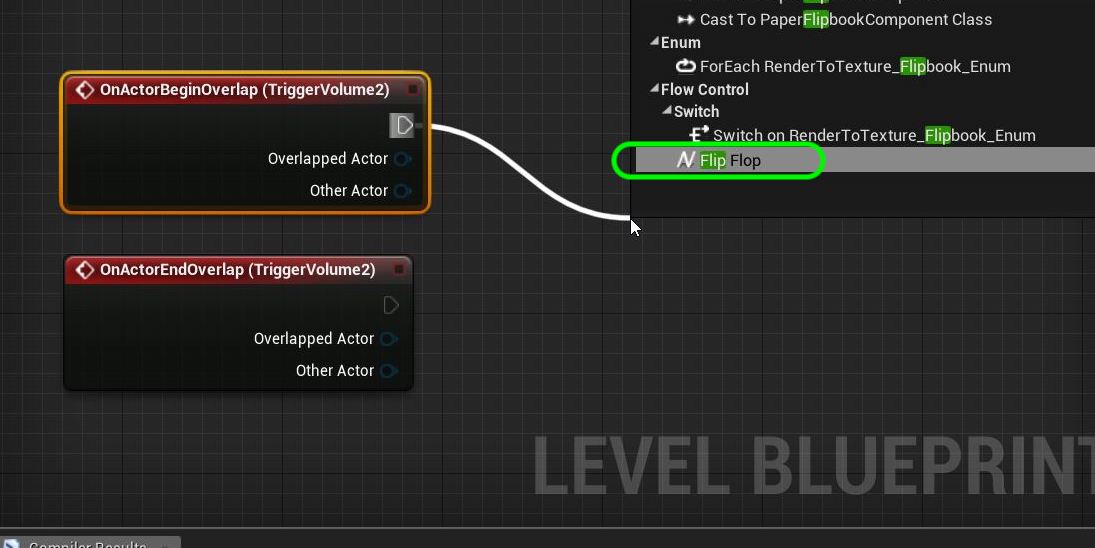 Cast To PaperFlipbookComponent Class
Enum
ForEach RenderToTexture_Flipbook_Enum
Flow Control
Switch
Switch on RenderToTexture_Flipbook_Enum
Flip Flop
OnActorBeginOverlap (TriggerVolume2)
Overlapped Actor
Other Actor
OnActorEndOverlap (TriggerVolume2)
Overlapped Actor
Other Actor
LEVEL BLUEPRINT
Compiler Results